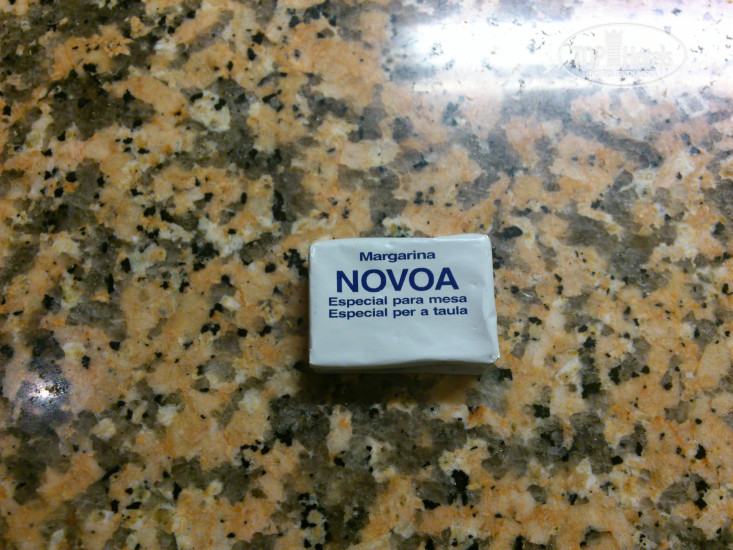 Margarina
NOVOA
Especial para mesa
Especial per a taula